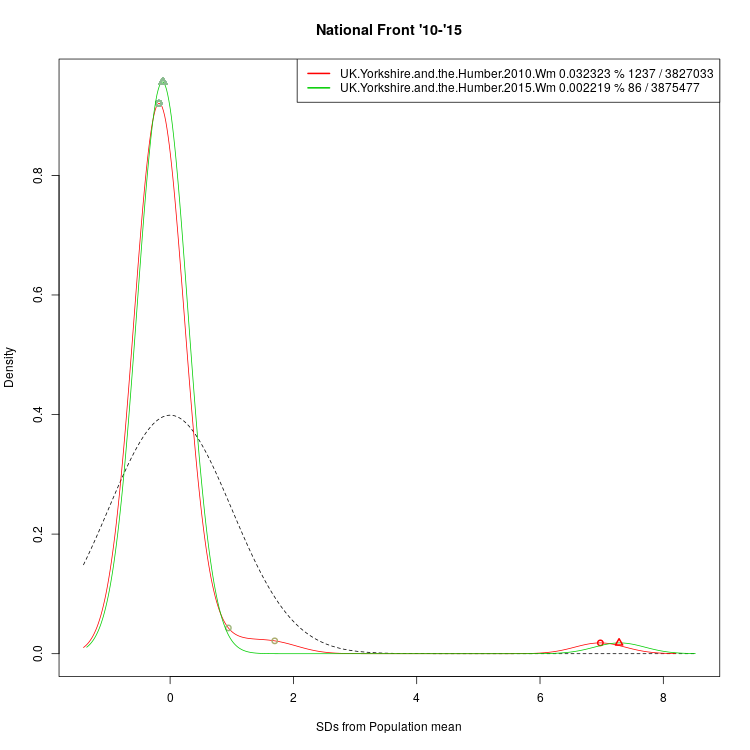 National Front '10-'15
UK.Yorkshire.and.the.Humber.2010.Wm 0.032323 % 1237 / 3827033
UK.Yorkshire.and.the.Humber.2015.Wm 0.002219 % 86 / 3875477
Density
0.8
0.6
0.4
0.2
0.0
0 2 4 6 8
SDs from Population mean